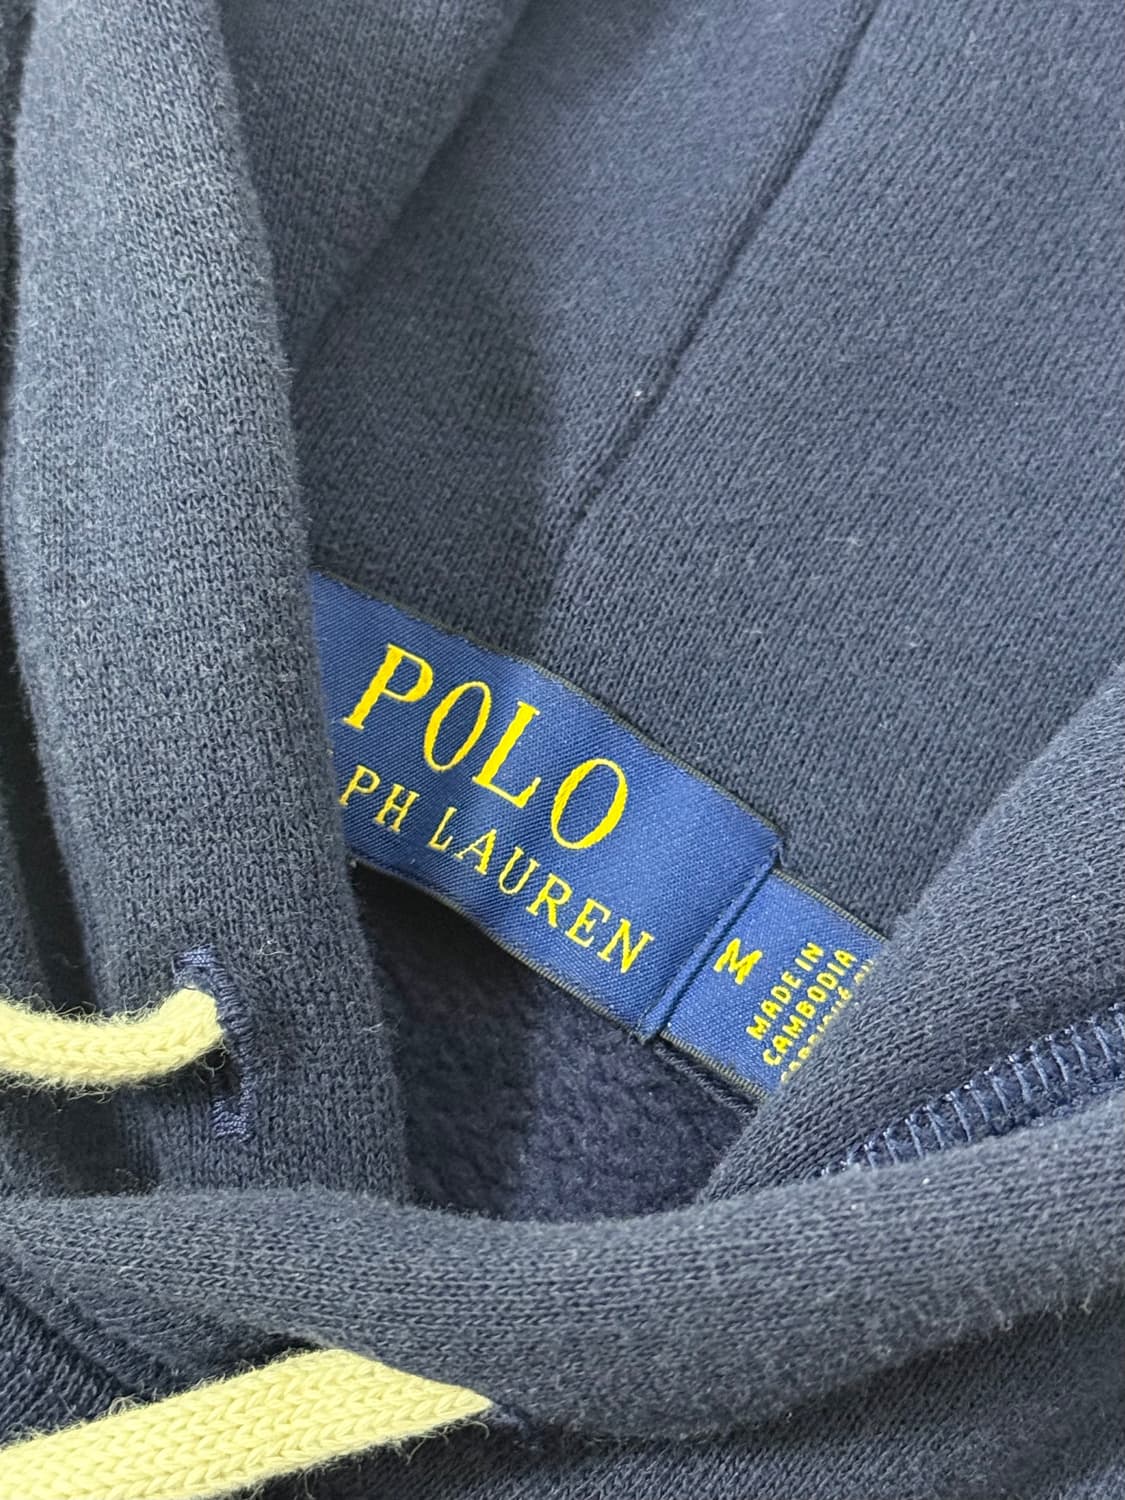 POLO
PH LAUREN
M
MADE IN
CAMBODIA